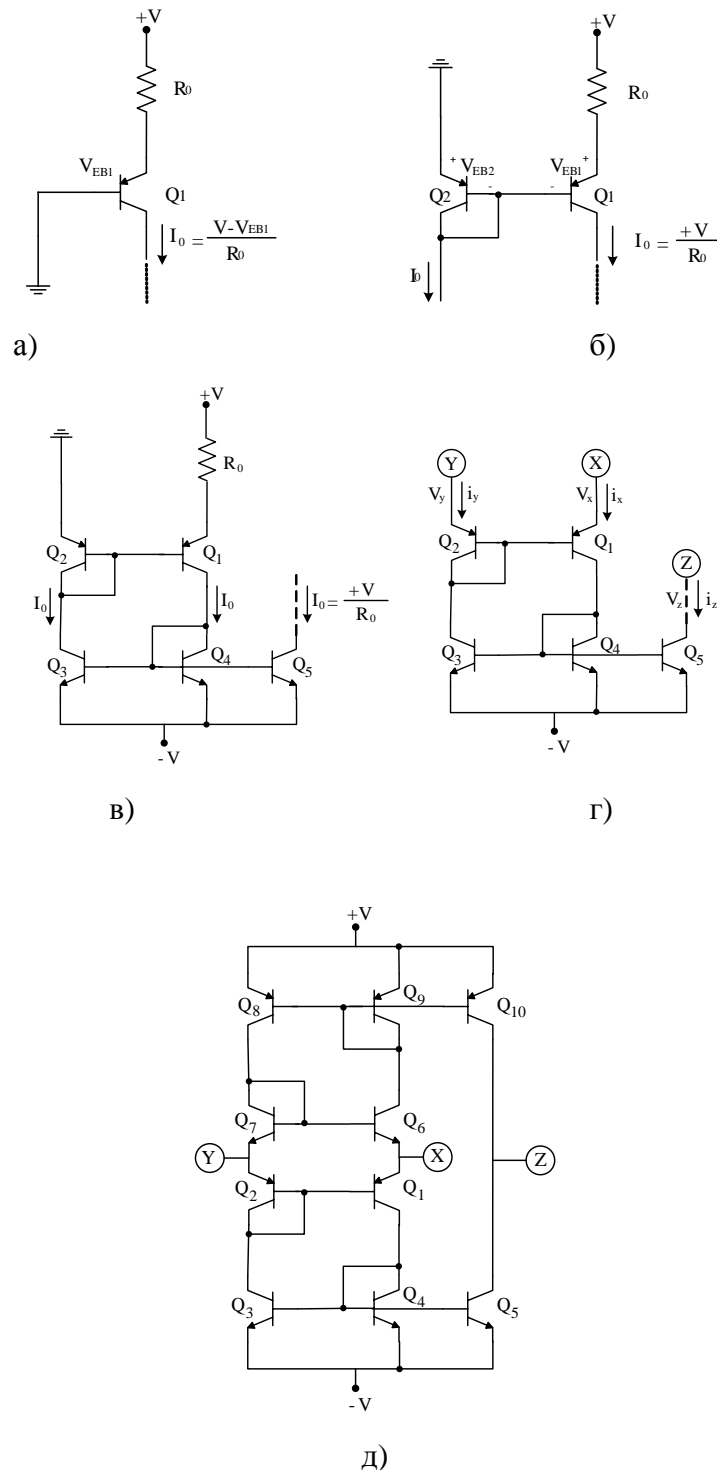 +V
R0
VEB1
Q1
I0 = V-VEB1
R0
а)
+V
R0
+ VEB2 -
Q2
- VEB1 +
Q1
I0
I0 = +V
R0
б)
+V
R0
Q2
Q1
I0
I0
I0 = +V
R0
Q3
Q4
Q5
- V
в)
Y
X
Vy
iy
Vx
ix
Q2
Q1
Z
Vz
iz
Q3
Q4
Q5
- V
г)
+V
Q8
Q9
Q10
Q7
Q6
Y
X
Z
Q2
Q1
Q3
Q4
Q5
- V
д)